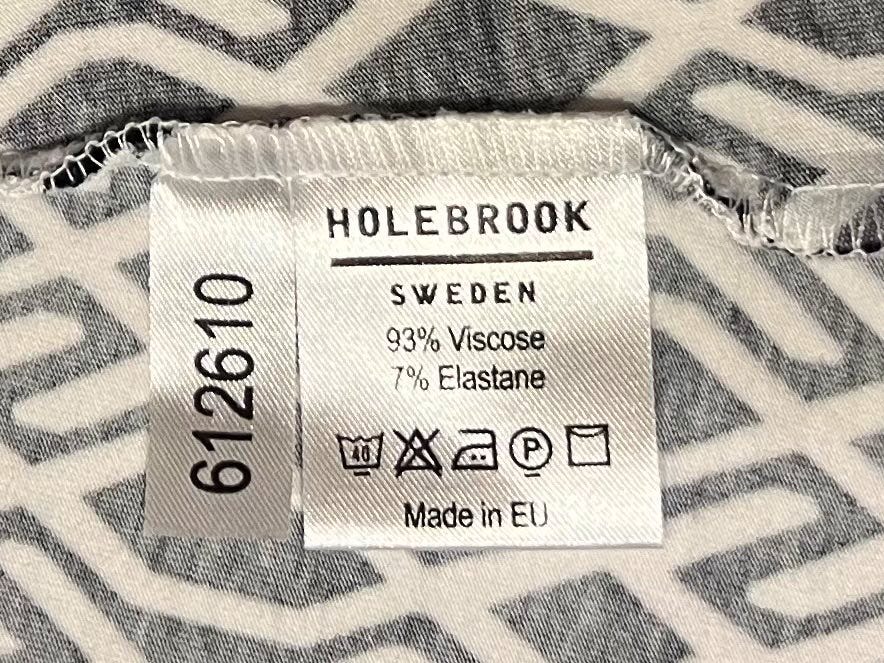 612610
HOLEBROOK
SWEDEN
93% Viscose
7% Elastane
40 P
Made in EU